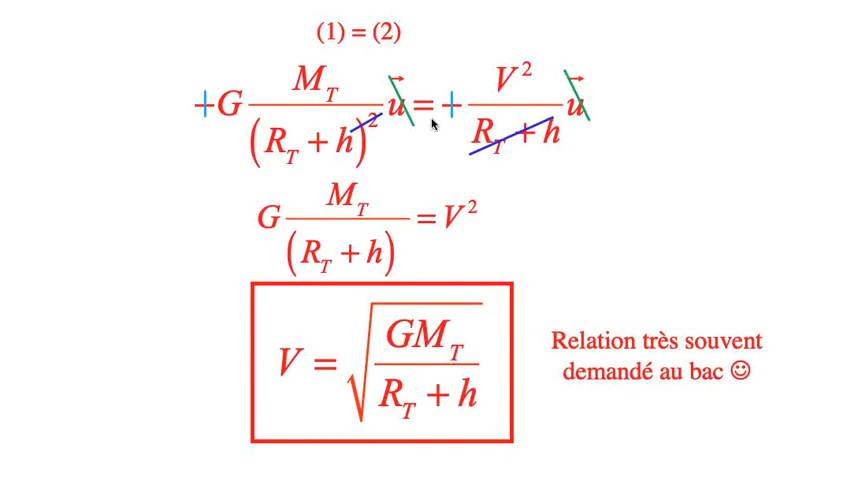 (1) = (2)
+G M_T / (R_T + h)^2 u⃗ = + V^2 / R_T + h u⃗
G M_T / (R_T + h) = V^2
V = √(GM_T / R_T + h)
Relation très souvent
demandé au bac ☺